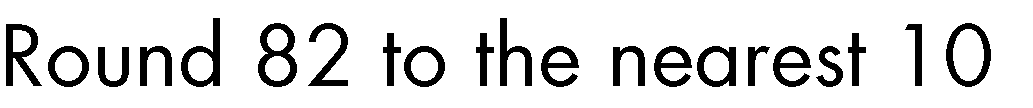 Round 82 to the nearest 10